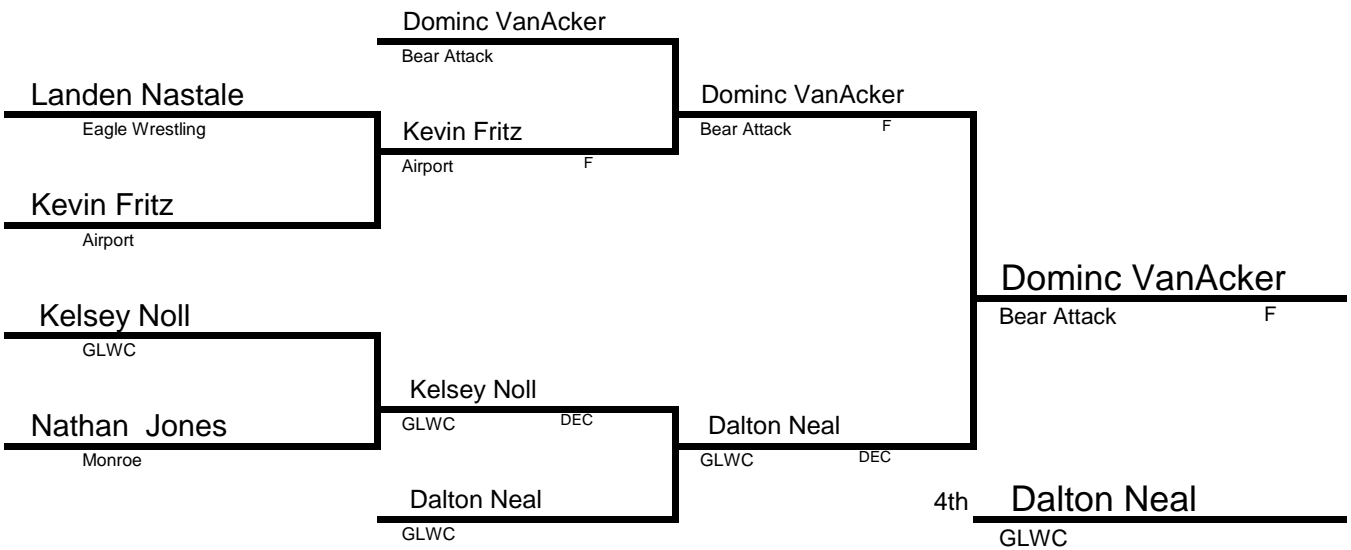 Dominc VanAcker
Bear Attack
Landen Nastale
Eagle Wrestling
Dominc VanAcker
Bear Attack F
Kevin Fritz
Airport F
Kevin Fritz
Airport
Dominc VanAcker
Bear Attack F
Kelsey Noll
GLWC
Kelsey Noll
GLWC DEC
Nathan Jones
Monroe
Dalton Neal
GLWC DEC
Dalton Neal
GLWC
4th Dalton Neal
GLWC